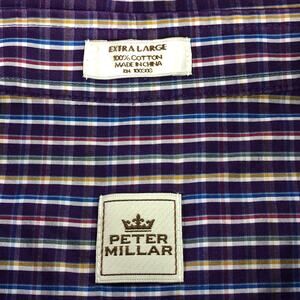 EXTRA LARGE
100% COTTON
MADE IN CHINA
PETER
MILLAR